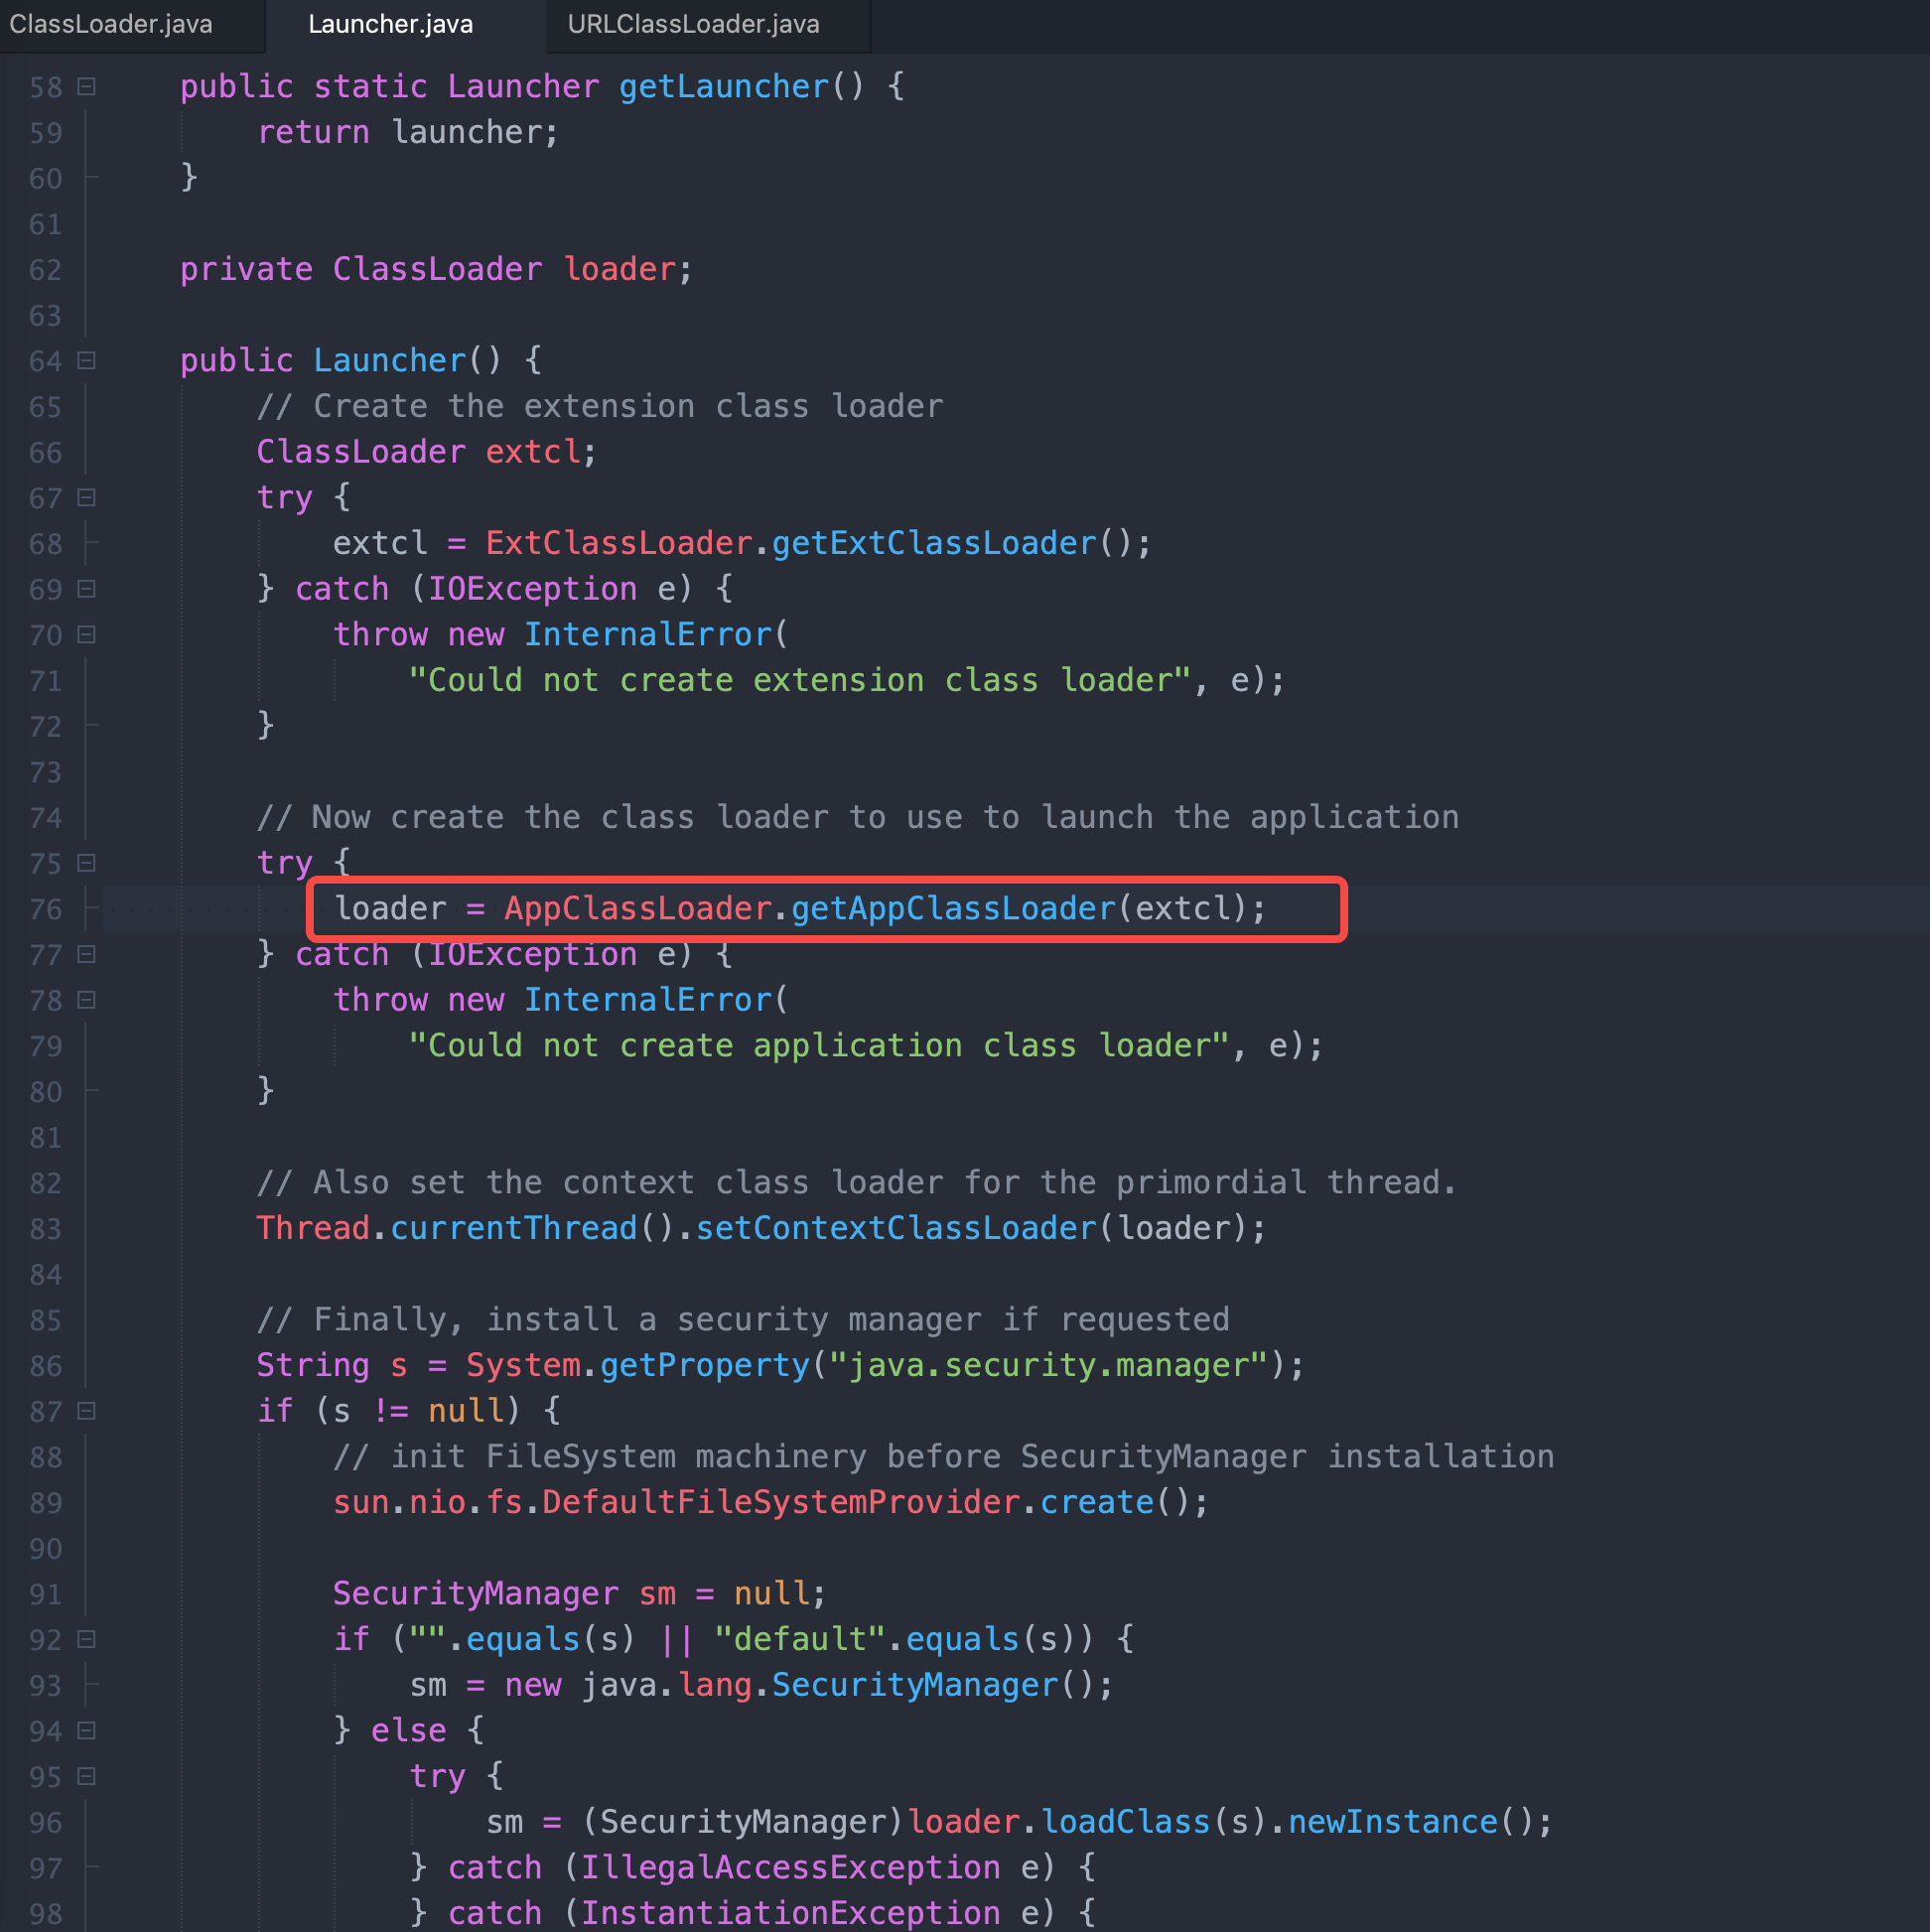 ClassLoader.java Launcher.java URLClassLoader.java
58 public static Launcher getLauncher() {
59 return launcher;
60 }
61
62 private ClassLoader loader;
63
64 public Launcher() {
65 // Create the extension class loader
66 ClassLoader extcl;
67 try {
68 extcl = ExtClassLoader.getExtClassLoader();
69 } catch (IOException e) {
70 throw new InternalError(
71 "Could not create extension class loader", e);
72 }
73
74 // Now create the class loader to use to launch the application
75 try {
76 loader = AppClassLoader.getAppClassLoader(extcl);
77 } catch (IOException e) {
78 throw new InternalError(
79 "Could not create application class loader", e);
80 }
81
82 // Also set the context class loader for the primordial thread.
83 Thread.currentThread().setContextClassLoader(loader);
84
85 // Finally, install a security manager if requested
86 String s = System.getProperty("java.security.manager");
87 if (s != null) {
88 // init FileSystem machinery before SecurityManager installation
89 sun.nio.fs.DefaultFileSystemProvider.create();
90
91 SecurityManager sm = null;
92 if ("".equals(s) || "default".equals(s)) {
93 sm = new java.lang.SecurityManager();
94 } else {
95 try {
96 sm = (SecurityManager)loader.loadClass(s).newInstance();
97 } catch (IllegalAccessException e) {
98 } catch (InstantiationException e) {